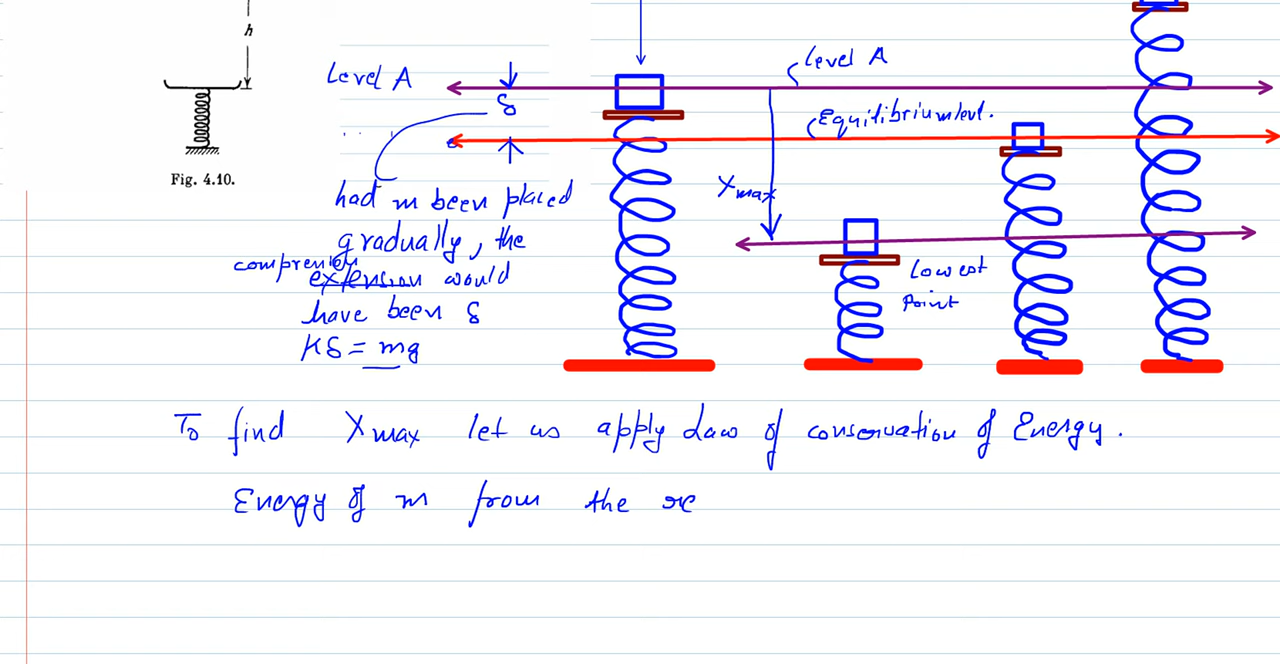 h
Fig. 4.10.
Level A
δ
Level A
Equilibrium level.
Xmax
Lowest
Point
had m been placed
gradually, the
compression
extension would
have been δ
Kδ = mg
To find Xmax let us apply Law of conservation of Energy.
Energy of m from the